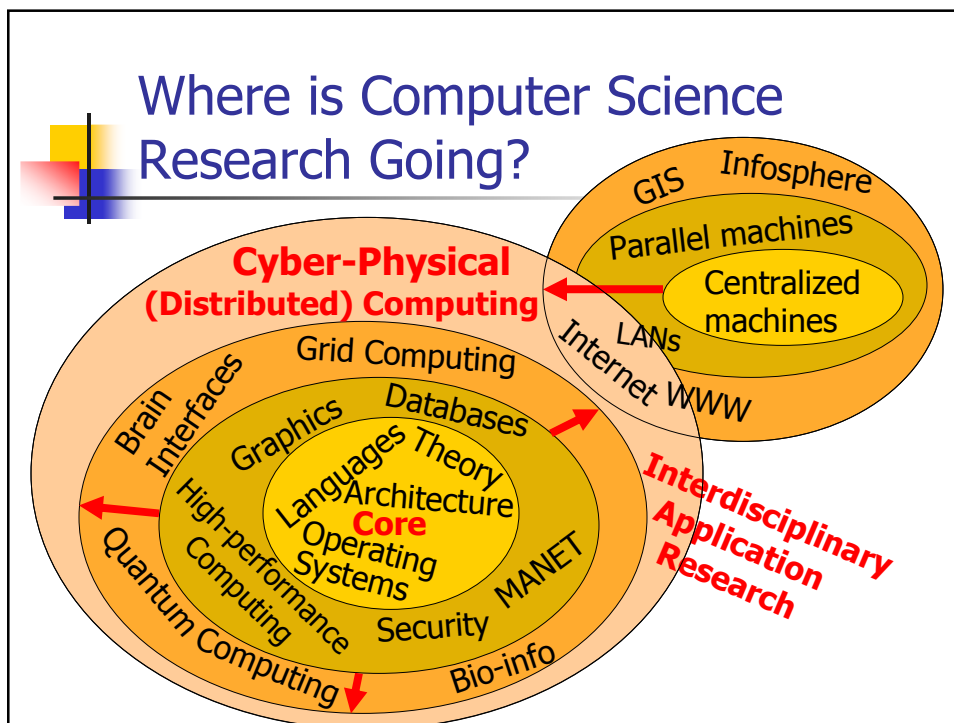 Where is Computer Science
Research Going?
GIS
Infosphere
Parallel machines
Centralized
machines
LANs
Internet
WWW
Cyber-Physical
(Distributed) Computing
Grid Computing
Brain
Interfaces
Graphics
Databases
Languages
Theory
Architecture
Core
Operating
Systems
High-performance
Computing
Quantum Computing
Security
MANET
Bio-info
Interdisciplinary
Application
Research